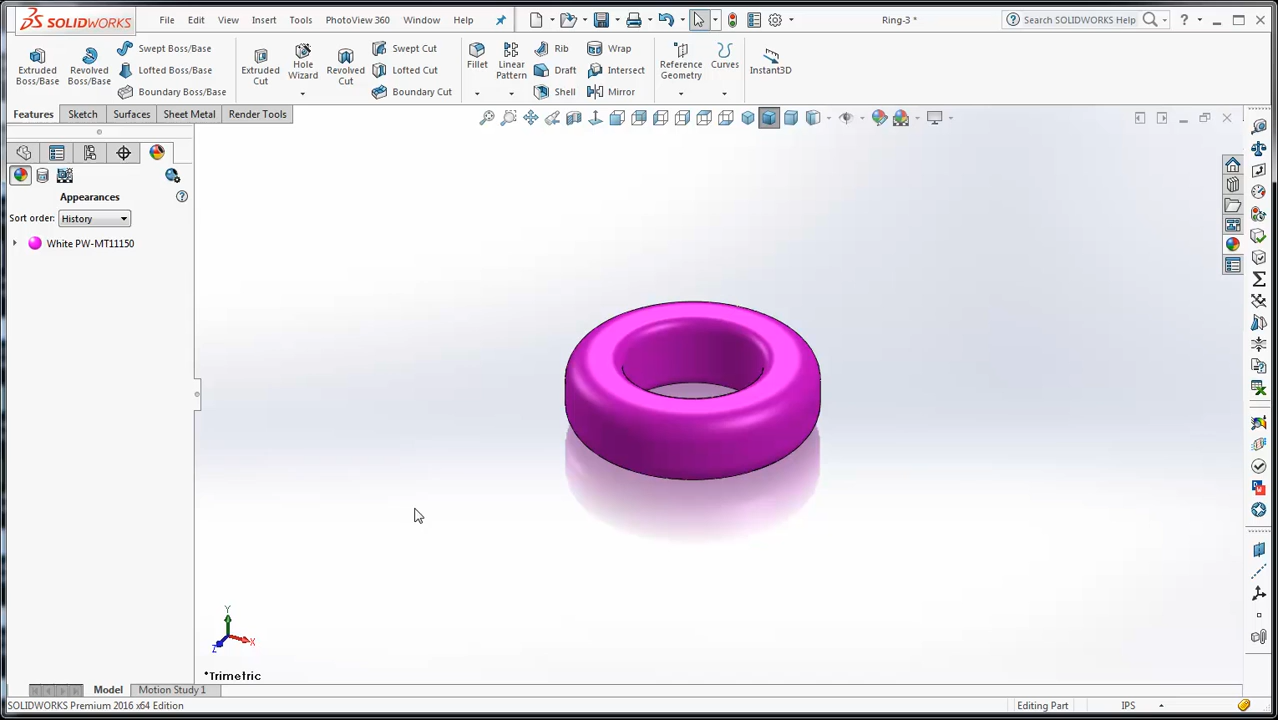 SOLIDWORKS File Edit View Insert Tools PhotoView 360 Window Help Ring-3 * Search SOLIDWORKS Help
Extruded Boss/Base
Revolved Boss/Base
Swept Boss/Base
Lofted Boss/Base
Boundary Boss/Base
Extruded Cut
Hole Wizard
Revolved Cut
Swept Cut
Lofted Cut
Boundary Cut
Fillet
Linear Pattern
Rib
Draft
Shell
Wrap
Intersect
Mirror
Reference Geometry
Curves
Instant3D
Features Sketch Surfaces Sheet Metal Render Tools
Appearances
Sort order: History
White PW-MT11150
Y
X
Z
*Trimetric
Model Motion Study 1
SOLIDWORKS Premium 2016 x64 Edition Editing Part IPS